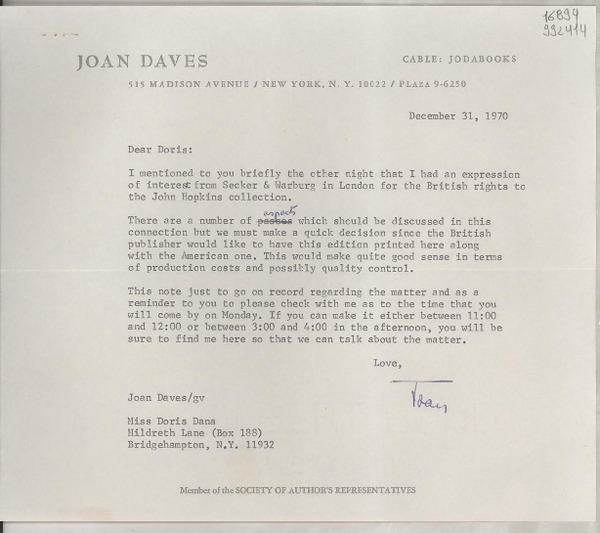 16894
992414
JOAN DAVES
CABLE: JODABOOKS
515 MADISON AVENUE / NEW YORK, N. Y. 10022 / PLAZA 9-6250
December 31, 1970
Dear Doris:
I mentioned to you briefly the other night that I had an expression
of interest from Secker & Warburg in London for the British rights to
the John Hopkins collection.
aspects
There are a number of passes which should be discussed in this
connection but we must make a quick decision since the British
publisher would like to have this edition printed here along
with the American one. This would make quite good sense in terms
of production costs and possibly quality control.
This note just to go on record regarding the matter and as a
reminder to you to please check with me as to the time that you
will come by on Monday. If you can make it either between 11:00
and 12:00 or between 3:00 and 4:00 in the afternoon, you will be
sure to find me here so that we can talk about the matter.
Love,
Joan
Joan Daves/gv
Miss Doris Dana
Hildreth Lane (Box 188)
Bridgehampton, N.Y. 11932
Member of the SOCIETY OF AUTHOR'S REPRESENTATIVES